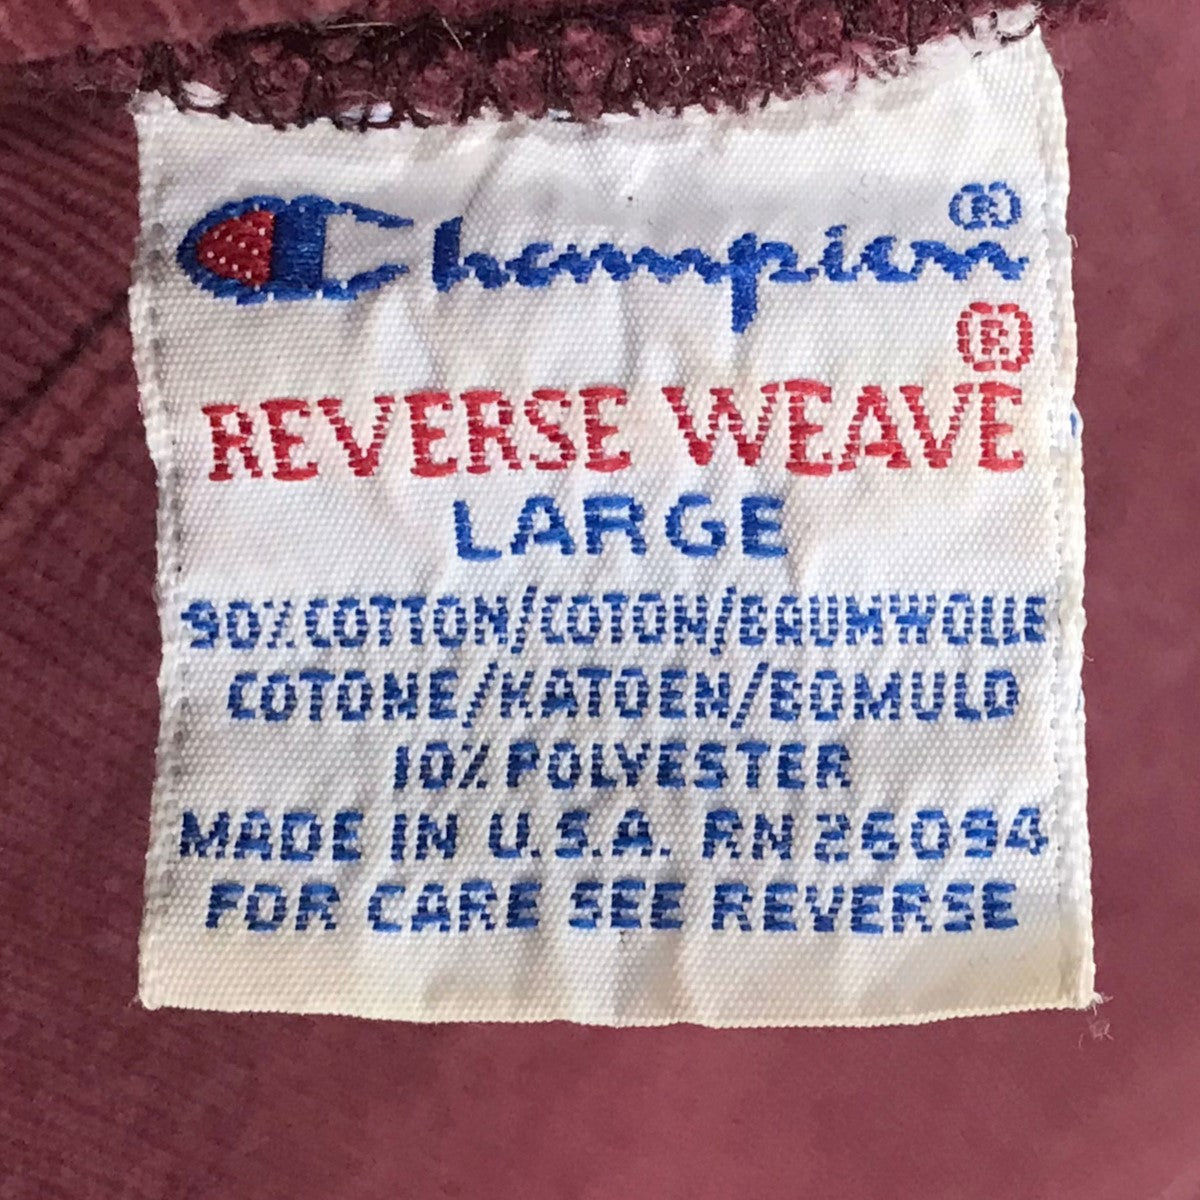 Champion®
REVERSE WEAVE®
LARGE
90% COTTON/COTON/BAUMWOLLE
COTONE/KATOEN/BOMULD
10% POLYESTER
MADE IN U.S.A. RN 26094
FOR CARE SEE REVERSE